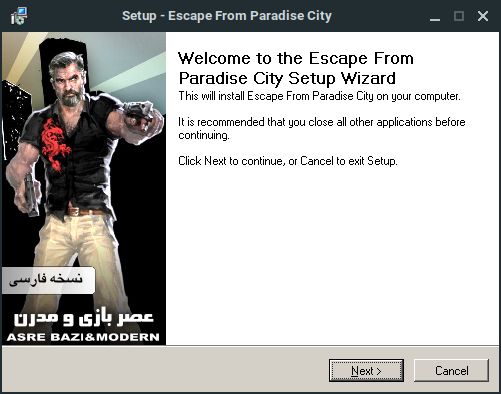 Setup - Escape From Paradise City
Welcome to the Escape From
Paradise City Setup Wizard
This will install Escape From Paradise City on your computer.
It is recommended that you close all other applications before
continuing.
Click Next to continue, or Cancel to exit Setup.
نسخه فارسی
عصر بازی و مدرن
ASRE BAZI&MODERN
Next >
Cancel